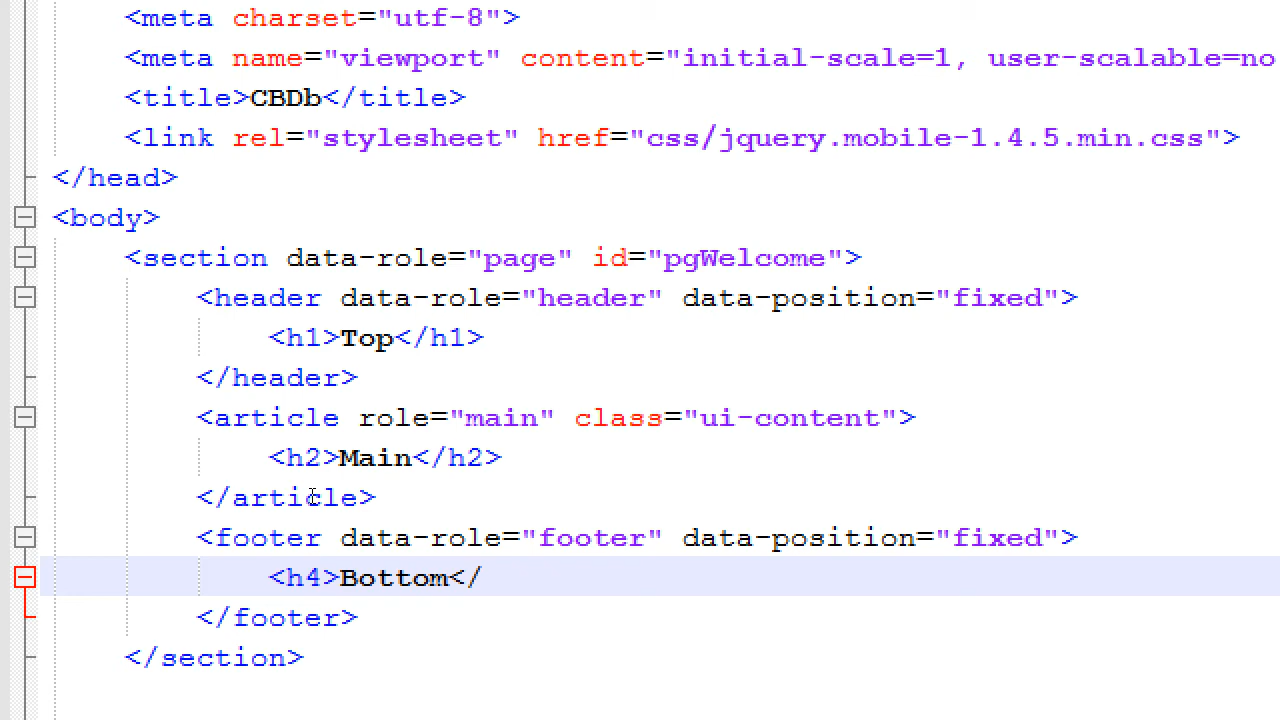 <meta charset="utf-8">
<meta name="viewport" content="initial-scale=1, user-scalable=no
<title>CBDb</title>
<link rel="stylesheet" href="css/jquery.mobile-1.4.5.min.css">
</head>
<body>
<section data-role="page" id="pgWelcome">
<header data-role="header" data-position="fixed">
<h1>Top</h1>
</header>
<article role="main" class="ui-content">
<h2>Main</h2>
</article>
<footer data-role="footer" data-position="fixed">
<h4>Bottom</
</footer>
</section>